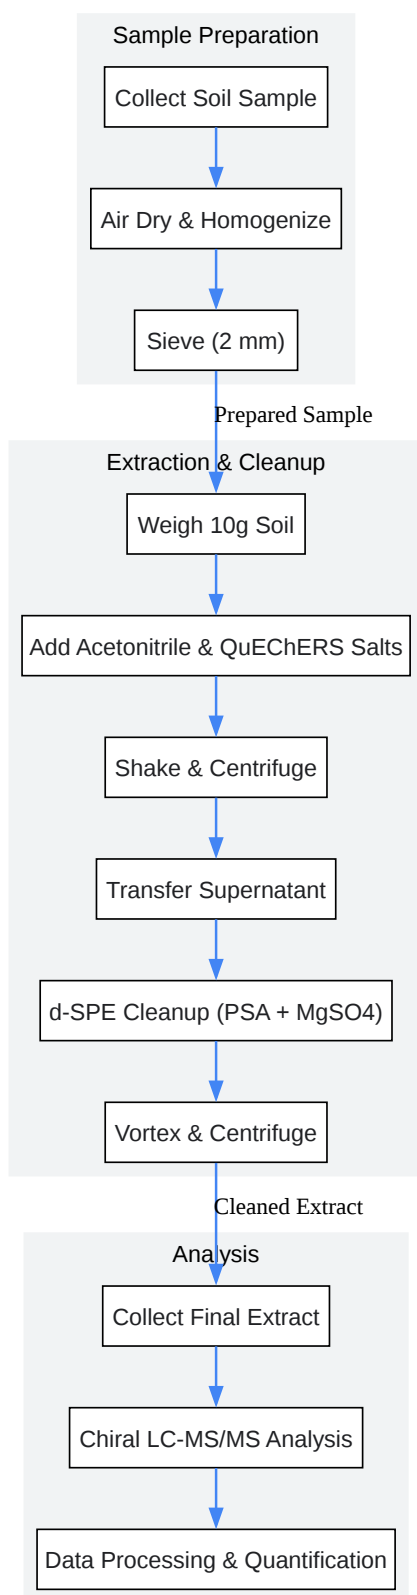 Sample Preparation
Collect Soil Sample
Air Dry & Homogenize
Sieve (2 mm)
Prepared Sample
Extraction & Cleanup
Weigh 10g Soil
Add Acetonitrile & QuEChERS Salts
Shake & Centrifuge
Transfer Supernatant
d-SPE Cleanup (PSA + MgSO4)
Vortex & Centrifuge
Cleaned Extract
Analysis
Collect Final Extract
Chiral LC-MS/MS Analysis
Data Processing & Quantification